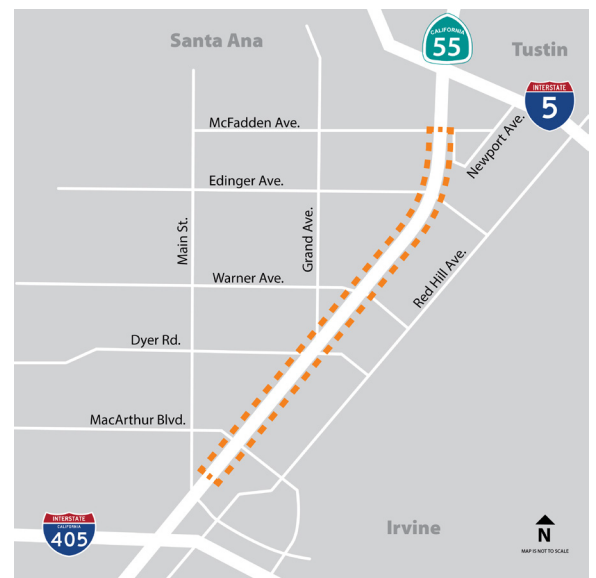 Santa Ana
CALIFORNIA
55
Tustin
INTERSTATE
5
McFadden Ave.
Newport Ave.
Edinger Ave.
Main St.
Grand Ave.
Warner Ave.
Red Hill Ave.
Dyer Rd.
MacArthur Blvd.
INTERSTATE
CALIFORNIA
405
Irvine
N
MAP IS NOT TO SCALE